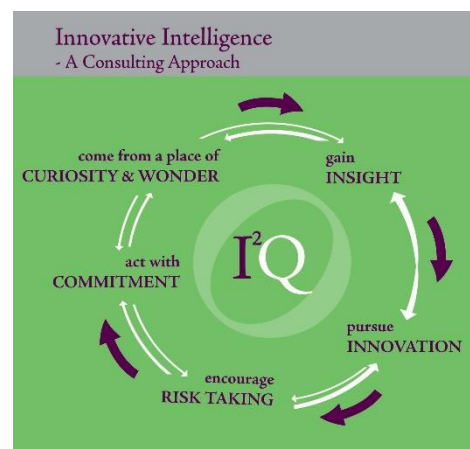 Innovative Intelligence
- A Consulting Approach
come from a place of
CURIOSITY & WONDER
gain
INSIGHT
act with
COMMITMENT
I²Q
pursue
INNOVATION
encourage
RISK TAKING